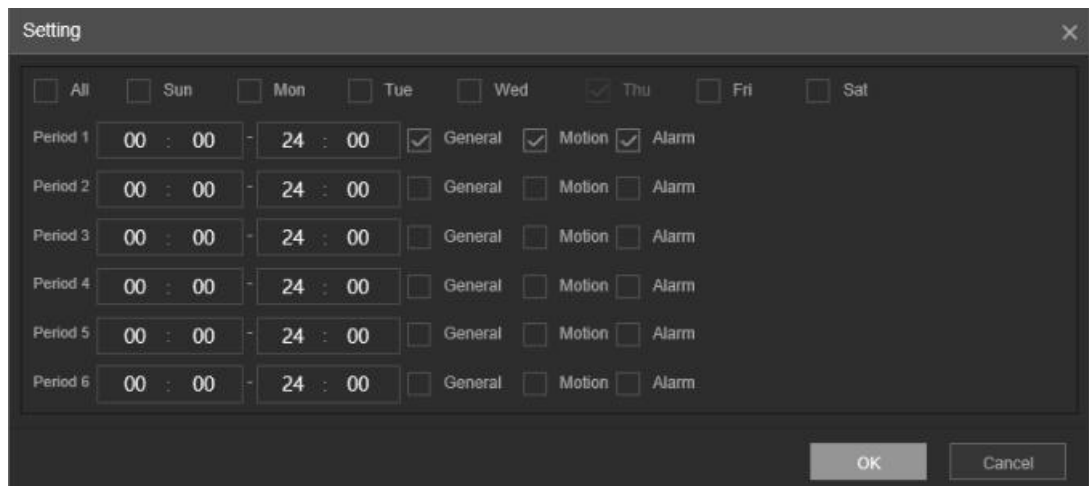 Setting
All Sun Mon Tue Wed Thu Fri Sat
Period 1 00 : 00 - 24 : 00 General Motion Alarm
Period 2 00 : 00 - 24 : 00 General Motion Alarm
Period 3 00 : 00 - 24 : 00 General Motion Alarm
Period 4 00 : 00 - 24 : 00 General Motion Alarm
Period 5 00 : 00 - 24 : 00 General Motion Alarm
Period 6 00 : 00 - 24 : 00 General Motion Alarm
OK Cancel